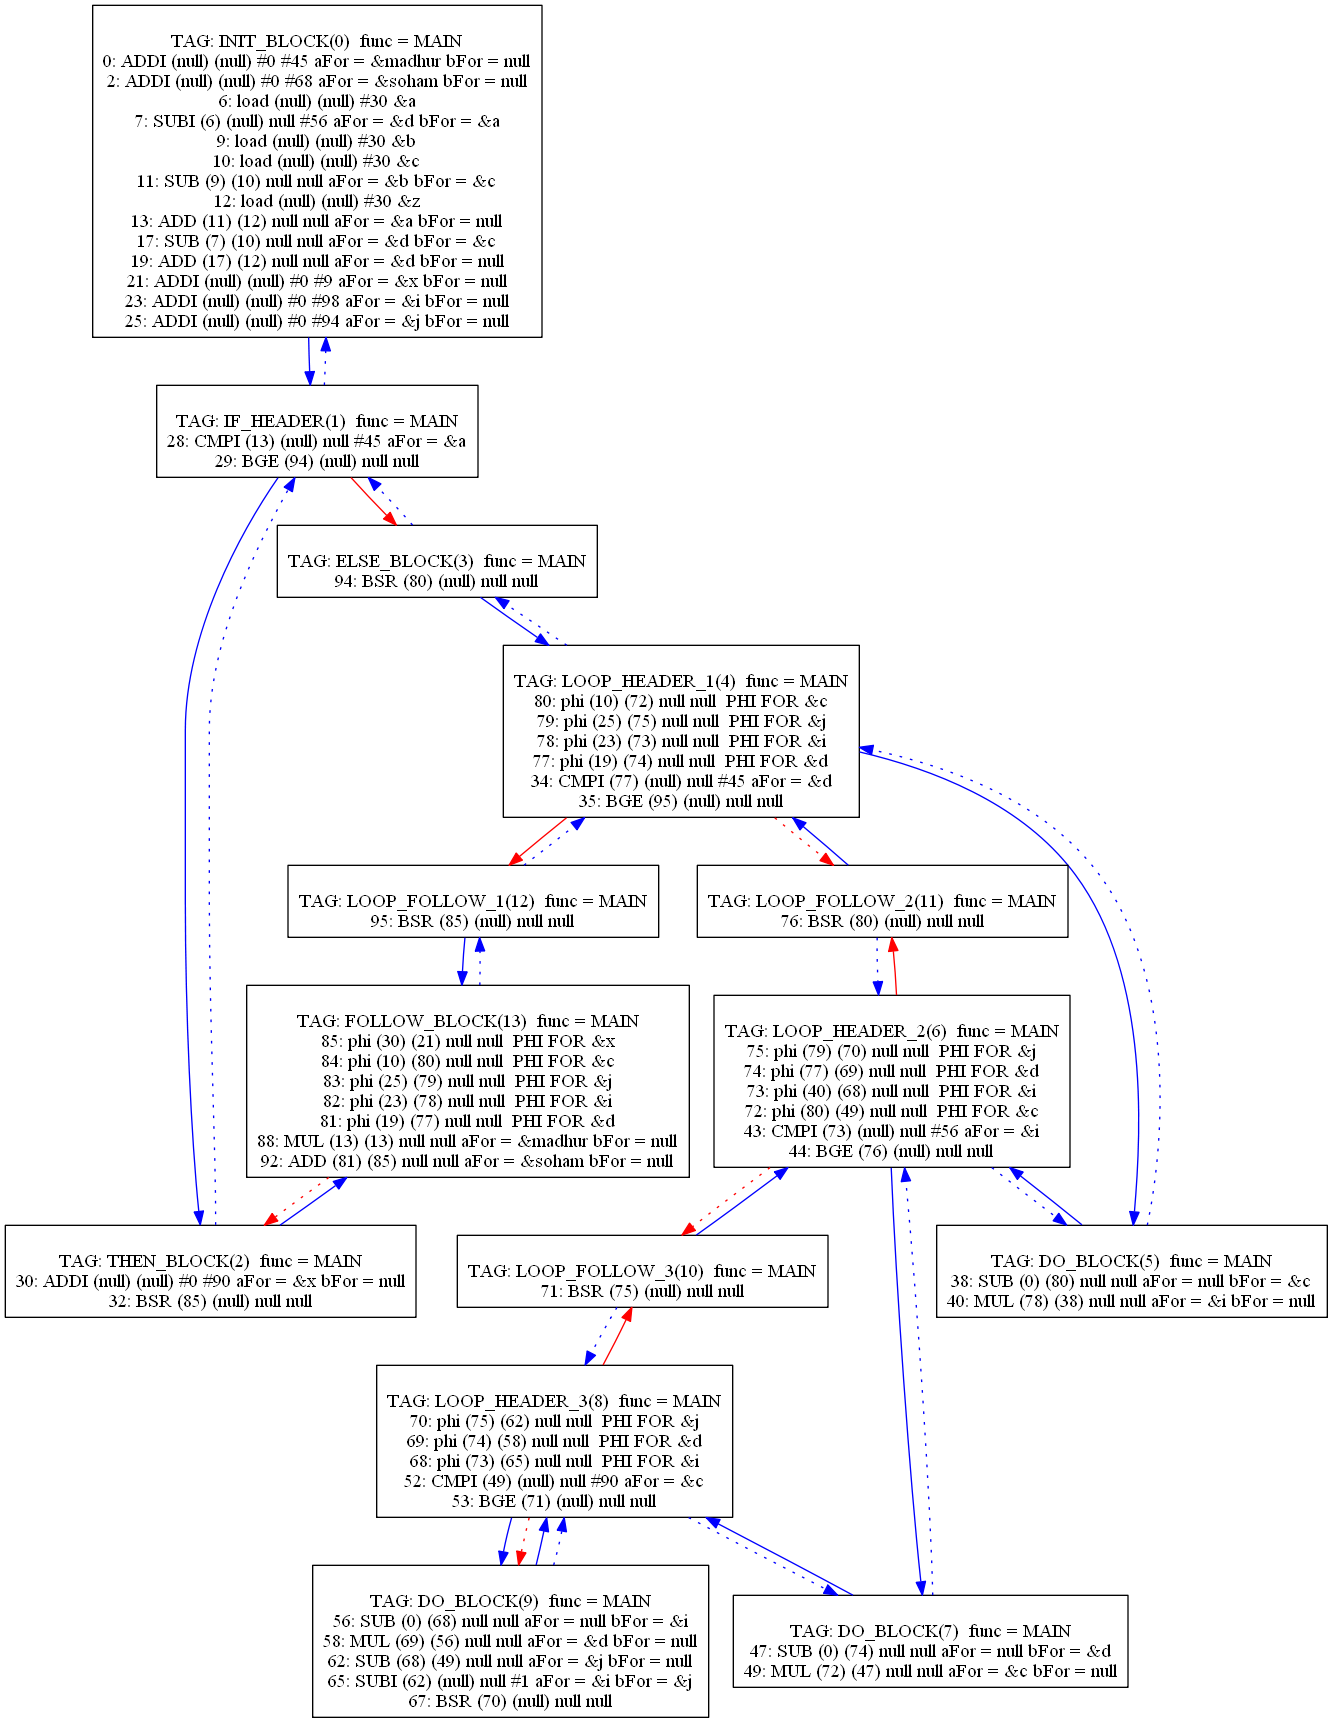 TAG: INIT_BLOCK(0) func = MAIN
0: ADDI (null) (null) #0 #45 aFor = &madhur bFor = null
2: ADDI (null) (null) #0 #68 aFor = &soham bFor = null
6: load (null) (null) #30 &a
7: SUBI (6) (null) null #56 aFor = &d bFor = &a
9: load (null) (null) #30 &b
10: load (null) (null) #30 &c
11: SUB (9) (10) null null aFor = &b bFor = &c
12: load (null) (null) #30 &z
13: ADD (11) (12) null null aFor = &a bFor = null
17: SUB (7) (10) null null aFor = &d bFor = &c
19: ADD (17) (12) null null aFor = &d bFor = null
21: ADDI (null) (null) #0 #9 aFor = &x bFor = null
23: ADDI (null) (null) #0 #98 aFor = &i bFor = null
25: ADDI (null) (null) #0 #94 aFor = &j bFor = null
TAG: IF_HEADER(1) func = MAIN
28: CMPI (13) (null) null #45 aFor = &a
29: BGE (94) (null) null null
TAG: ELSE_BLOCK(3) func = MAIN
94: BSR (80) (null) null null
TAG: LOOP_HEADER_1(4) func = MAIN
80: phi (10) (72) null null PHI FOR &c
79: phi (25) (75) null null PHI FOR &j
78: phi (23) (73) null null PHI FOR &i
77: phi (19) (74) null null PHI FOR &d
34: CMPI (77) (null) null #45 aFor = &d
35: BGE (95) (null) null null
TAG: LOOP_FOLLOW_1(12) func = MAIN
95: BSR (85) (null) null null
TAG: LOOP_FOLLOW_2(11) func = MAIN
76: BSR (80) (null) null null
TAG: FOLLOW_BLOCK(13) func = MAIN
85: phi (30) (21) null null PHI FOR &x
84: phi (10) (80) null null PHI FOR &c
83: phi (25) (79) null null PHI FOR &j
82: phi (23) (78) null null PHI FOR &i
81: phi (19) (77) null null PHI FOR &d
88: MUL (13) (13) null null aFor = &madhur bFor = null
92: ADD (81) (85) null null aFor = &soham bFor = null
TAG: LOOP_HEADER_2(6) func = MAIN
75: phi (79) (70) null null PHI FOR &j
74: phi (77) (69) null null PHI FOR &d
73: phi (40) (68) null null PHI FOR &i
72: phi (80) (49) null null PHI FOR &c
43: CMPI (73) (null) null #56 aFor = &i
44: BGE (76) (null) null null
TAG: THEN_BLOCK(2) func = MAIN
30: ADDI (null) (null) #0 #90 aFor = &x bFor = null
32: BSR (85) (null) null null
TAG: LOOP_FOLLOW_3(10) func = MAIN
71: BSR (75) (null) null null
TAG: DO_BLOCK(5) func = MAIN
38: SUB (0) (80) null null aFor = null bFor = &c
40: MUL (78) (38) null null aFor = &i bFor = null
TAG: LOOP_HEADER_3(8) func = MAIN
70: phi (75) (62) null null PHI FOR &j
69: phi (74) (58) null null PHI FOR &d
68: phi (73) (65) null null PHI FOR &i
52: CMPI (49) (null) null #90 aFor = &c
53: BGE (71) (null) null null
TAG: DO_BLOCK(9) func = MAIN
56: SUB (0) (68) null null aFor = null bFor = &i
58: MUL (69) (56) null null aFor = &d bFor = null
62: SUB (68) (49) null null aFor = &j bFor = null
65: SUBI (62) (null) null #1 aFor = &i bFor = &j
67: BSR (70) (null) null null
TAG: DO_BLOCK(7) func = MAIN
47: SUB (0) (74) null null aFor = null bFor = &d
49: MUL (72) (47) null null aFor = &c bFor = null